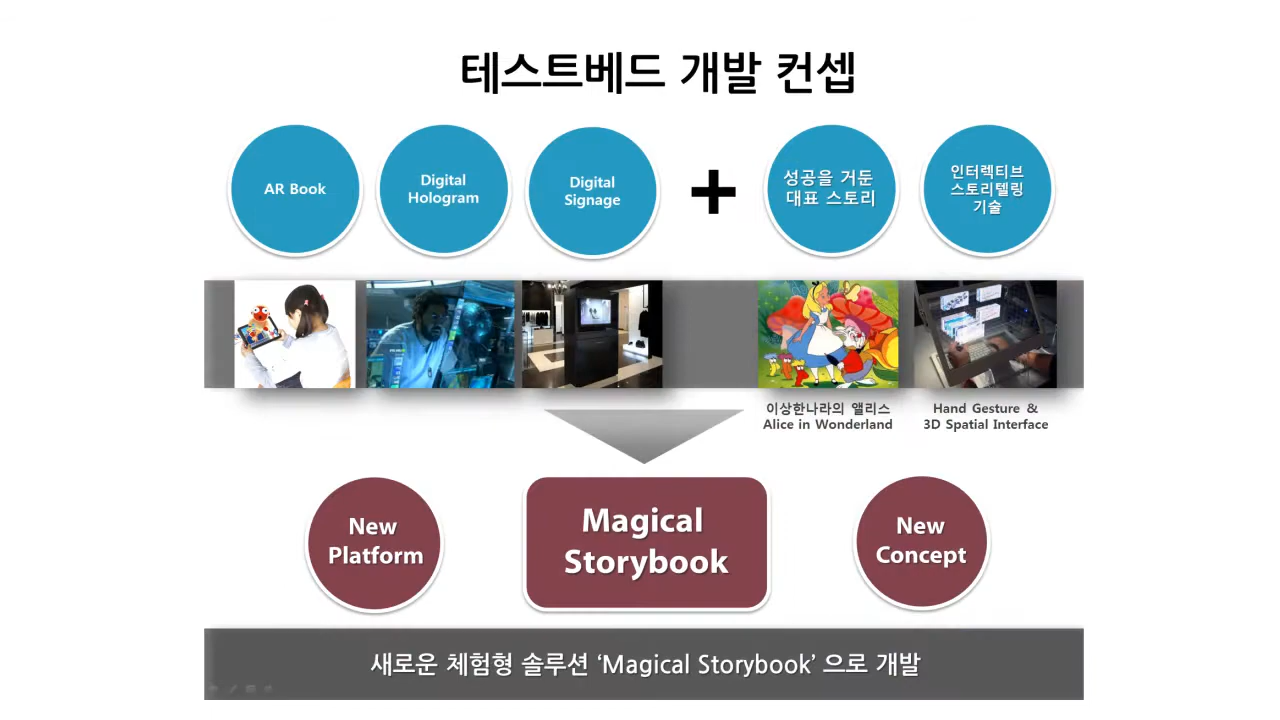 테스트베드 개발 컨셉
AR Book
Digital
Hologram
Digital
Signage
+
성공을 거둔
대표 스토리
인터렉티브
스토리텔링
기술
이상한나라의 앨리스
Alice in Wonderland
Hand Gesture &
3D Spatial Interface
New
Platform
Magical
Storybook
New
Concept
새로운 체험형 솔루션 ‘Magical Storybook’ 으로 개발